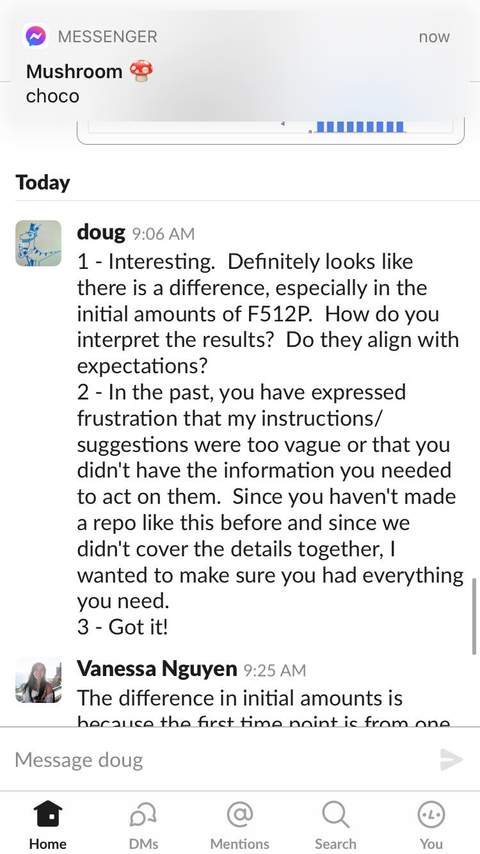 MESSENGER
now
Mushroom 🍄
choco
Today
doug 9:06 AM
1 - Interesting.  Definitely looks like
there is a difference, especially in the
initial amounts of F512P.  How do you
interpret the results?  Do they align with
expectations?
2 - In the past, you have expressed
frustration that my instructions/
suggestions were too vague or that you
didn't have the information you needed
to act on them.  Since you haven't made
a repo like this before and since we
didn't cover the details together, I
wanted to make sure you had everything
you need.
3 - Got it!
Vanessa Nguyen 9:25 AM
The difference in initial amounts is
because the first time point is from one
Message doug
Home
DMs
Mentions
Search
You